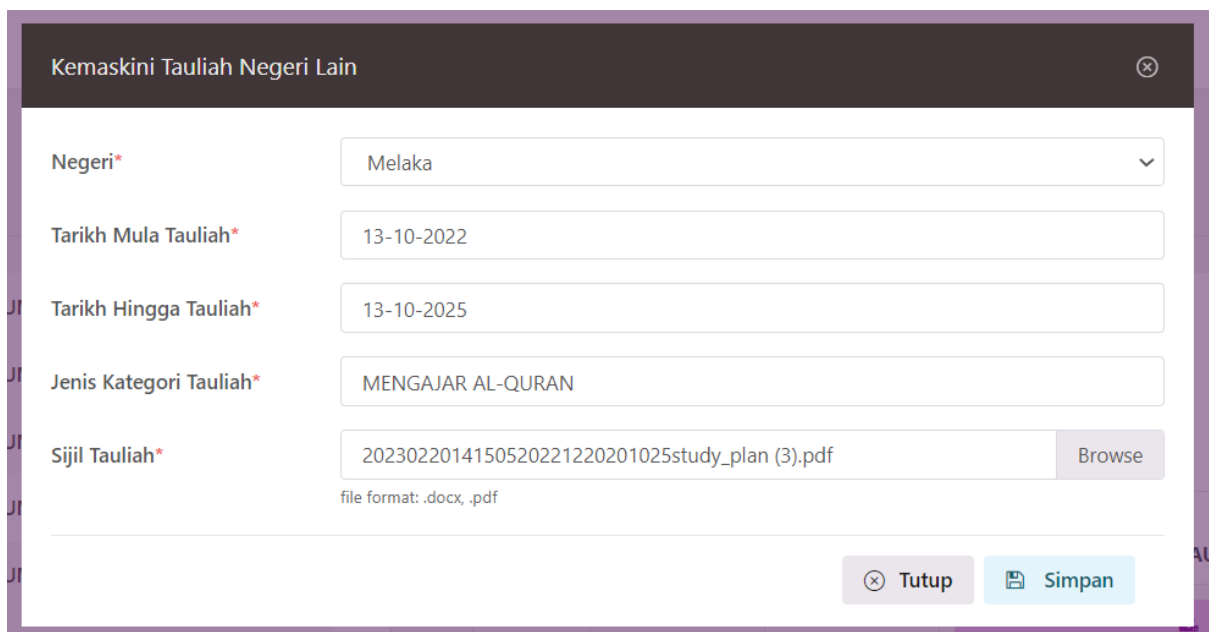 Kemaskini Tauliah Negeri Lain
Negeri* Melaka
Tarikh Mula Tauliah* 13-10-2022
Tarikh Hingga Tauliah* 13-10-2025
Jenis Kategori Tauliah* MENGAJAR AL-QURAN
Sijil Tauliah* 2023022014150520221220201025study_plan (3).pdf Browse
file format: .docx, .pdf
Tutup Simpan